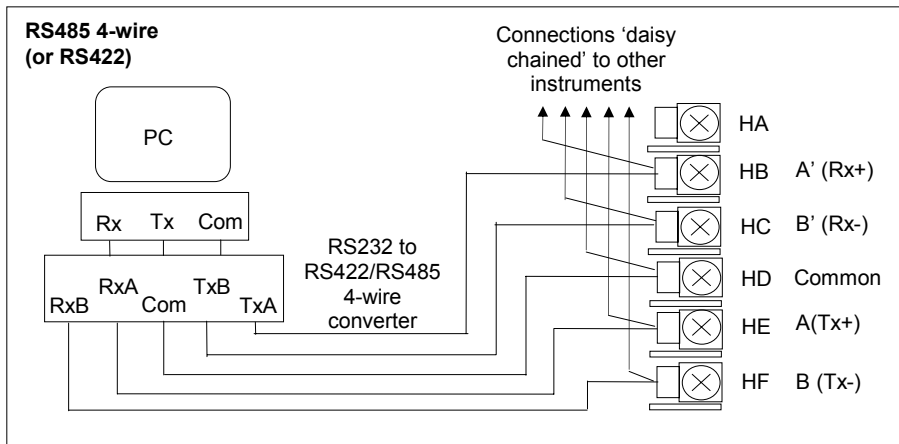 RS485 4-wire
(or RS422)
Connections ‘daisy
chained’ to other
instruments
PC
Rx Tx Com
RS232 to
RS422/RS485
4-wire
converter
RxB RxA Com TxB TxA
HA
HB A’ (Rx+)
HC B’ (Rx-)
HD Common
HE A(Tx+)
HF B (Tx-)